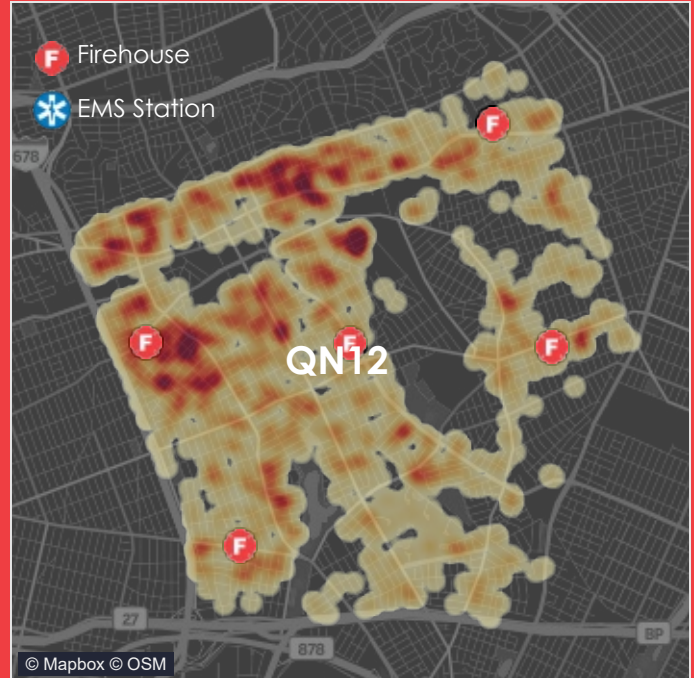 F Firehouse
EMS Station
678
F
F
F
F
QN12
F
27
878
BP
© Mapbox © OSM